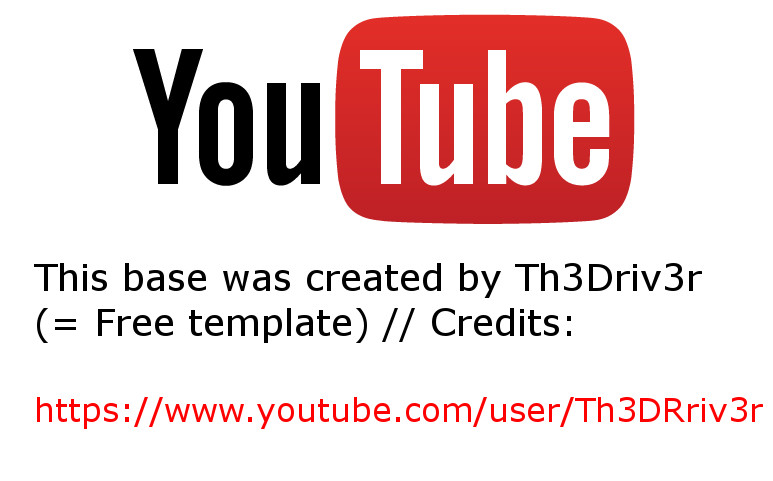 YouTube
This base was created by Th3Driv3r
(= Free template) // Credits:
https://www.youtube.com/user/Th3DRriv3r